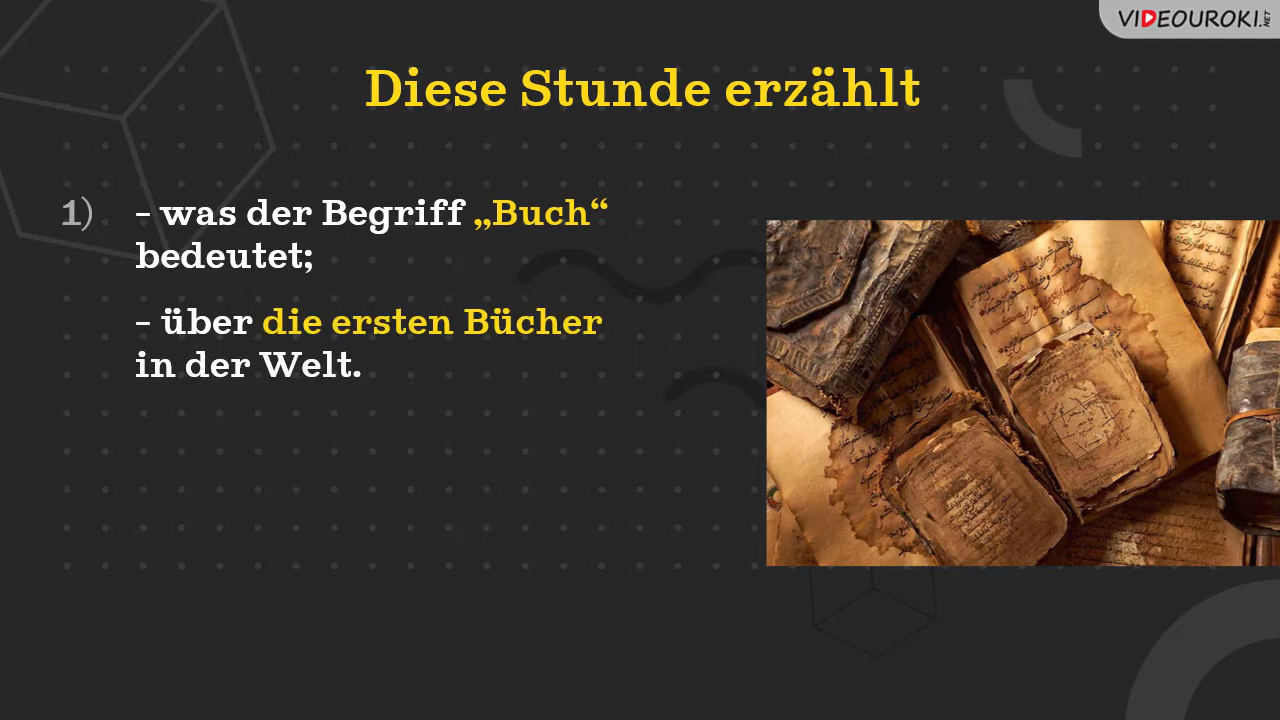 VIDEOUROKI.NET
Diese Stunde erzählt
1) – was der Begriff „Buch“
bedeutet;
– über die ersten Bücher
in der Welt.